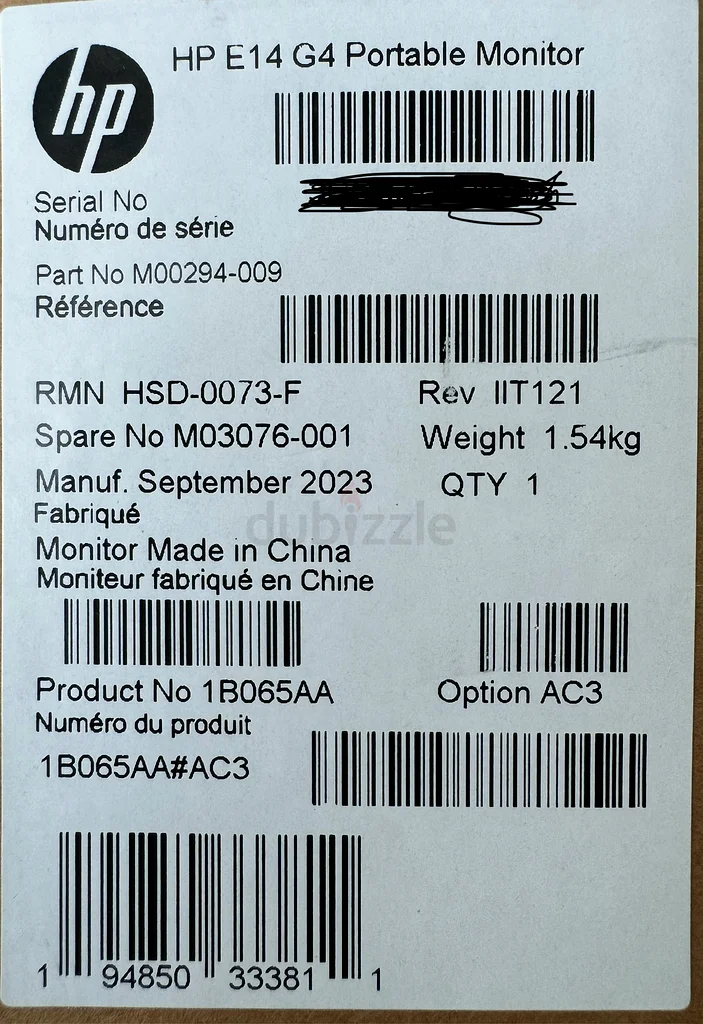 hp
HP E14 G4 Portable Monitor
Serial No
Numéro de série
Part No M00294-009
Référence
RMN HSD-0073-F Rev IIT121
Spare No M03076-001 Weight 1.54kg
Manuf. September 2023 QTY 1
Fabriqué
dubizzle
Monitor Made in China
Moniteur fabriqué en Chine
Product No 1B065AA Option AC3
Numéro du produit
1B065AA#AC3
1 94850 33381 1